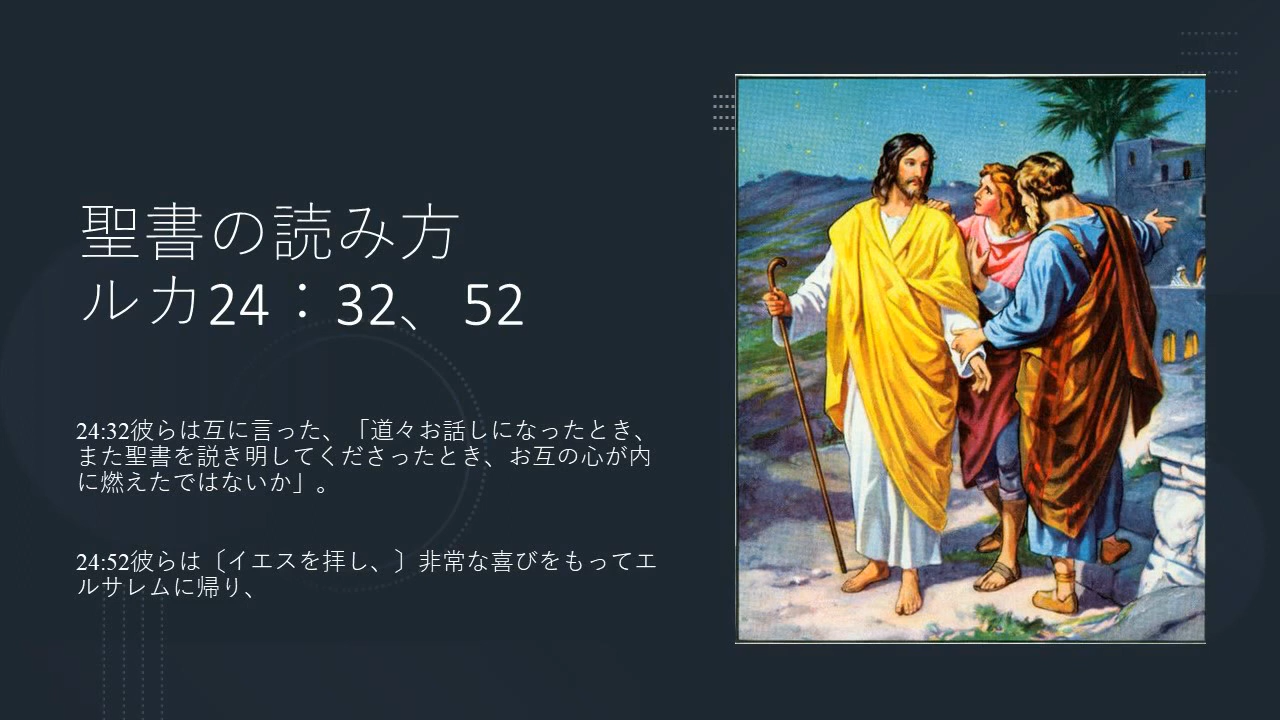 聖書の読み方
ルカ24：32、52
24:32彼らは互に言った、「道々お話しになったとき、
また聖書を説き明してくださったとき、お互の心が内
に燃えたではないか」。
24:52彼らは〔イエスを拝し、〕非常な喜びをもってエ
ルサレムに帰り、